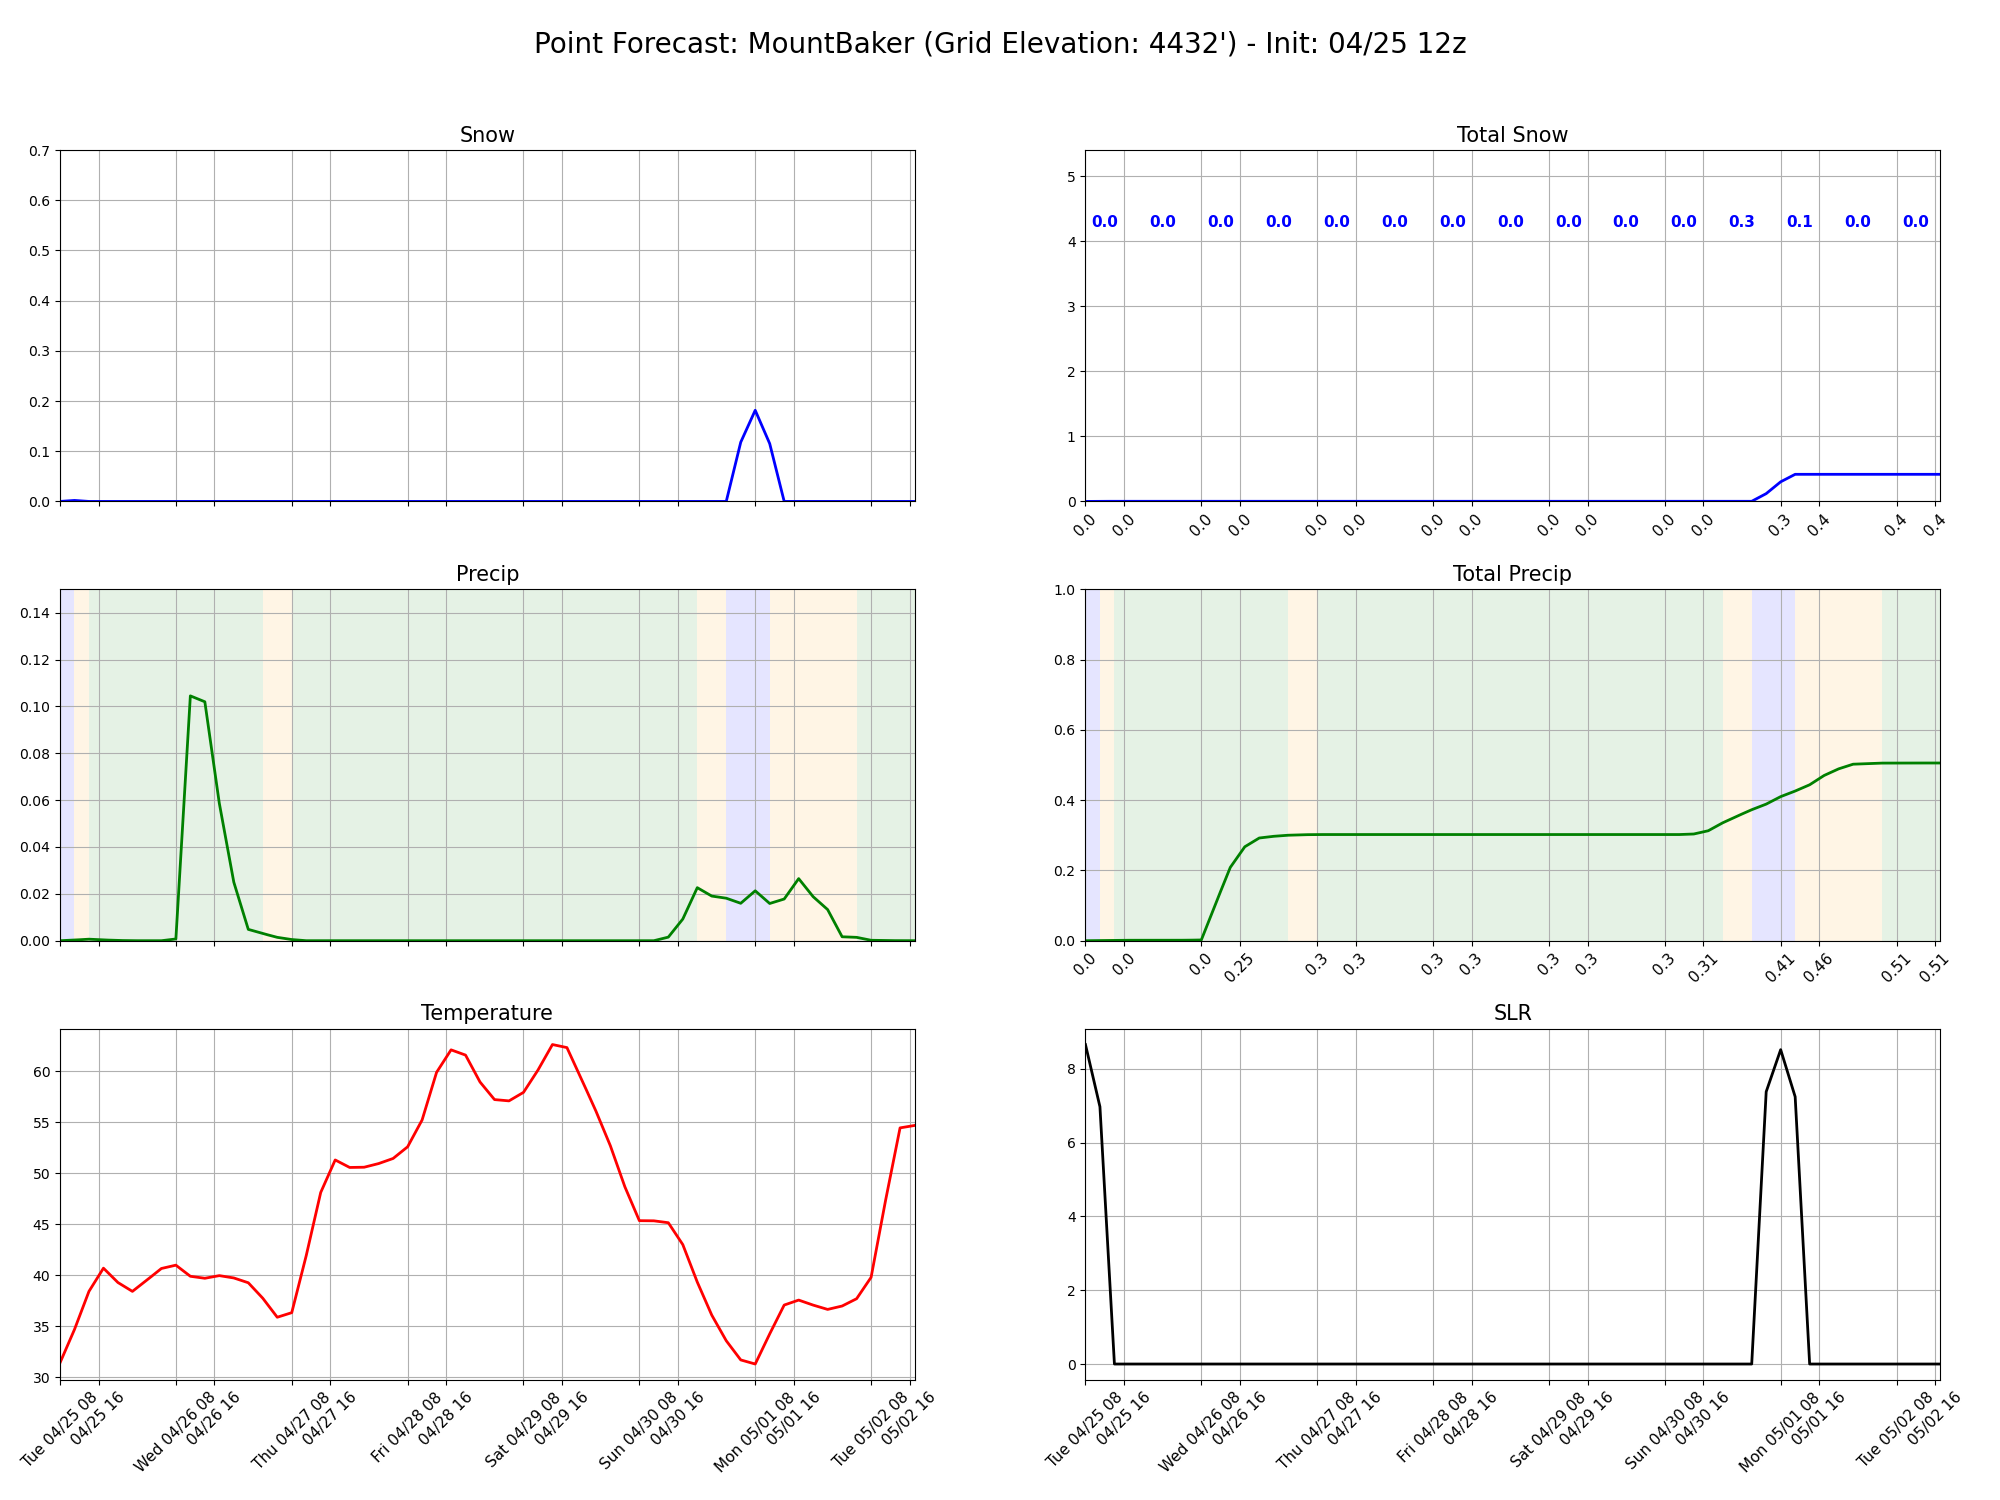 Point Forecast: MountBaker (Grid Elevation: 4432') - Init: 04/25 12z
Snow
0.7
0.6
0.5
0.4
0.3
0.2
0.1
0.0
Total Snow
5
4
3
2
1
0
0.0 0.0 0.0 0.0 0.0 0.0 0.0 0.0 0.0 0.0 0.0 0.3 0.1 0.0 0.0
0.0 0.0 0.0 0.0 0.0 0.0 0.0 0.0 0.0 0.0 0.0 0.0 0.3 0.4 0.4 0.4
Precip
0.14
0.12
0.10
0.08
0.06
0.04
0.02
0.00
Total Precip
1.0
0.8
0.6
0.4
0.2
0.0
0.0 0.0 0.0 0.25 0.3 0.3 0.3 0.3 0.3 0.3 0.3 0.31 0.41 0.46 0.51 0.51
Temperature
60
55
50
45
40
35
30
Tue 04/25 08
04/25 16
Wed 04/26 08
04/26 16
Thu 04/27 08
04/27 16
Fri 04/28 08
04/28 16
Sat 04/29 08
04/29 16
Sun 04/30 08
04/30 16
Mon 05/01 08
05/01 16
Tue 05/02 08
05/02 16
SLR
8
6
4
2
0
Tue 04/25 08
04/25 16
Wed 04/26 08
04/26 16
Thu 04/27 08
04/27 16
Fri 04/28 08
04/28 16
Sat 04/29 08
04/29 16
Sun 04/30 08
04/30 16
Mon 05/01 08
05/01 16
Tue 05/02 08
05/02 16